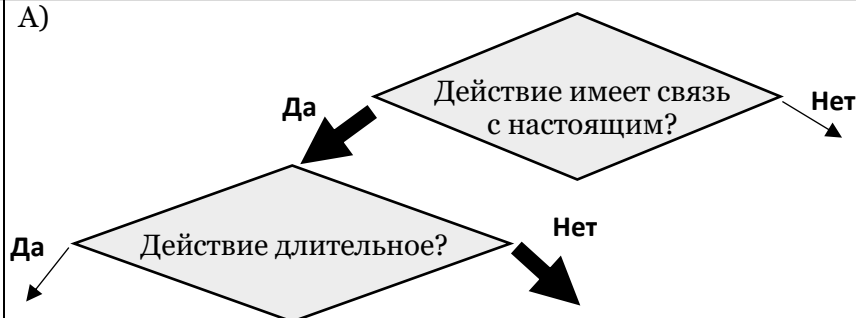 А)
Действие имеет связь
с настоящим?
Да
Нет
Действие длительное?
Да
Нет